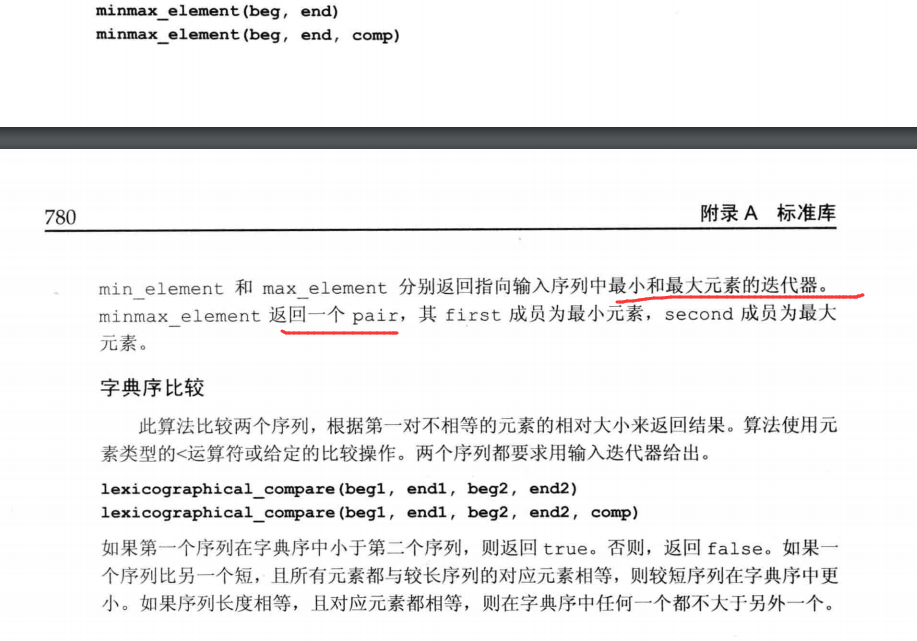 minmax_element(beg, end)
minmax_element(beg, end, comp)
780
附录 A 标准库
min_element 和 max_element 分别返回指向输入序列中最小和最大元素的迭代器。
minmax_element 返回一个 pair，其 first 成员为最小元素，second 成员为最大
元素。
字典序比较
此算法比较两个序列，根据第一对不相等的元素的相对大小来返回结果。算法使用元
素类型的<运算符或给定的比较操作。两个序列都要求用输入迭代器给出。
lexicographical_compare(beg1, end1, beg2, end2)
lexicographical_compare(beg1, end1, beg2, end2, comp)
如果第一个序列在字典序中小于第二个序列，则返回 true。否则，返回 false。如果一
个序列比另一个短，且所有元素都与较长序列的对应元素相等，则较短序列在字典序中更
小。如果序列长度相等，且对应元素都相等，则在字典序中任何一个都不大于另外一个。